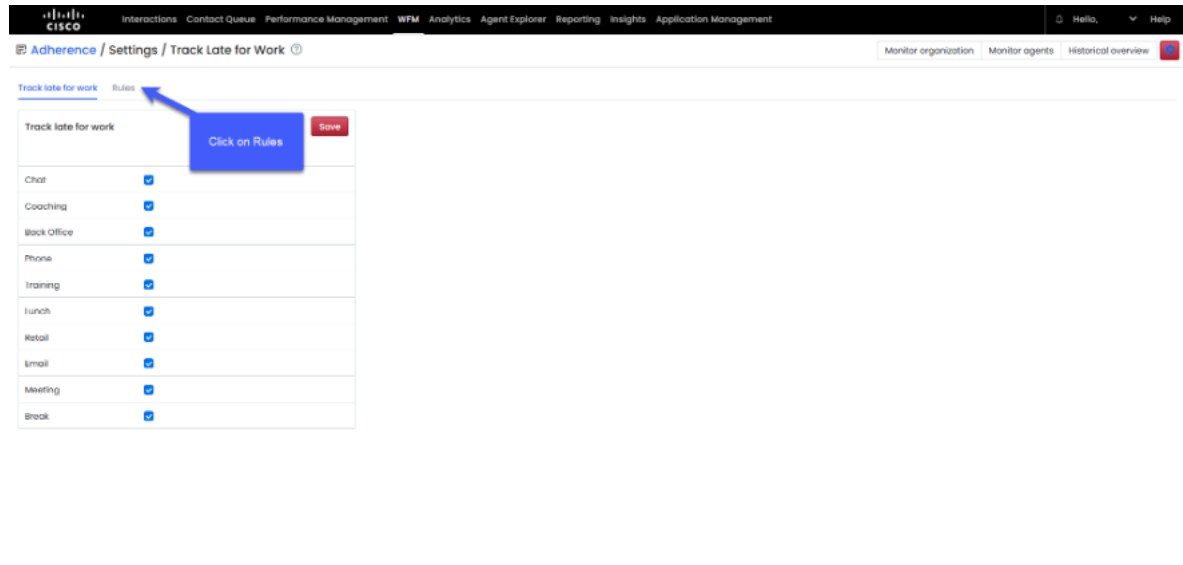 CISCO Interactions Contact Queue Performance Management WFM Analytics Agent Explorer Reporting Insights Application Management Hello, Help
Adherence / Settings / Track Late for Work ? Monitor organization Monitor agents Historical overview
Track late for work Rules
Track late for work Save
Click on Rules
Chat
Coaching
Back Office
Phone
Training
Lunch
Retail
Email
Meeting
Break